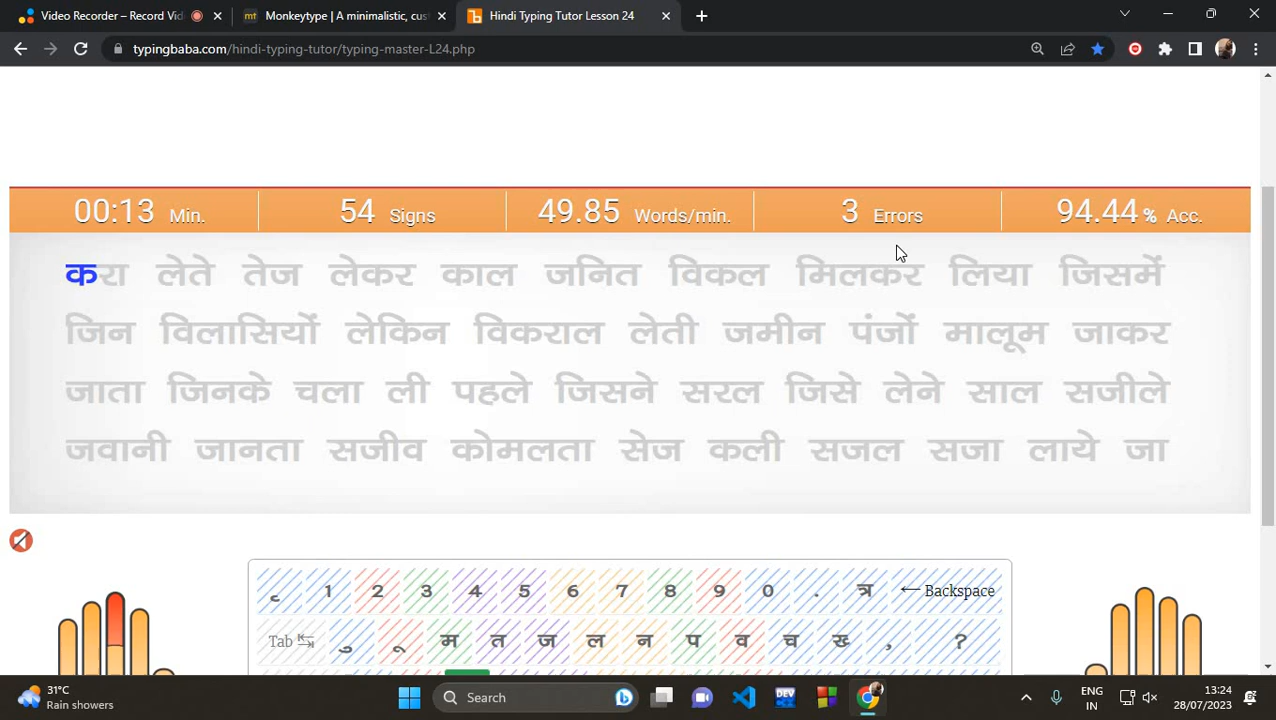 Video Recorder – Record Vid
Monkeytype | A minimalistic, cus
Hindi Typing Tutor Lesson 24
typingbaba.com/hindi-typing-tutor/typing-master-L24.php
00:13 Min. 54 Signs 49.85 Words/min. 3 Errors 94.44 % Acc.
करा लेते तेज लेकर काल जनित विकल मिलकर लिया जिसमें
जिन विलासियों लेकिन विकराल लेती जमीन पंजों मालूम जाकर
जाता जिनके चला ली पहले जिसने सरल जिसे लेने साल सजीले
जवानी जानता सजीव कोमलता सेज कली सजल सजा लाये जा
1 2 3 4 5 6 7 8 9 0 . त्र ← Backspace
Tab ु ू म त ज ल न प व च ख् , ?
31°C
Rain showers
Search
DEV
ENG
IN
13:24
28/07/2023